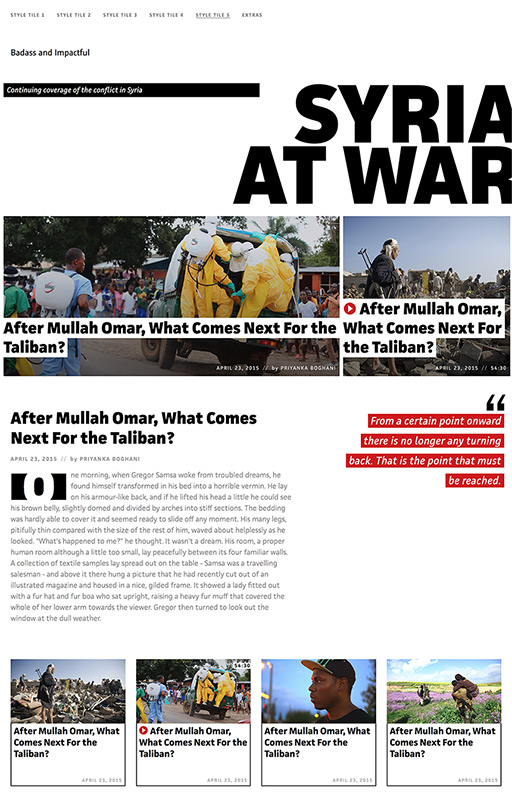 STYLE TILE 1 STYLE TILE 2 STYLE TILE 3 STYLE TILE 4 STYLE TILE 5 EXTRAS
Badass and Impactful
Continuing coverage of the conflict in Syria
SYRIA
AT WAR
After Mullah Omar, What Comes Next For the
Taliban?
APRIL 23, 2015 // by PRIYANKA BOGHANI
After Mullah Omar,
What Comes Next For
the Taliban?
APRIL 23, 2015 // 54:30
After Mullah Omar, What Comes
Next For the Taliban?
APRIL 23, 2015 // by PRIYANKA BOGHANI
One morning, when Gregor Samsa woke from troubled dreams, he
found himself transformed in his bed into a horrible vermin. He lay
on his armour-like back, and if he lifted his head a little he could see
his brown belly, slightly domed and divided by arches into stiff sections. The bedding
was hardly able to cover it and seemed ready to slide off any moment. His many legs,
pitifully thin compared with the size of the rest of him, waved about helplessly as he
looked. "What's happened to me?" he thought. It wasn't a dream. His room, a proper
human room although a little too small, lay peacefully between its four familiar walls.
A collection of textile samples lay spread out on the table - Samsa was a travelling
salesman - and above it there hung a picture that he had recently cut out of an
illustrated magazine and housed in a nice, gilded frame. It showed a lady fitted out
with a fur hat and fur boa who sat upright, raising a heavy fur muff that covered the
whole of her lower arm towards the viewer. Gregor then turned to look out the
window at the dull weather.
“
From a certain point onward
there is no longer any turning
back. That is the point that must
be reached.
After Mullah Omar, What
Comes Next For the
Taliban?
APRIL 23, 2015
54:30
After Mullah Omar, What
Comes Next For the
Taliban?
APRIL 23, 2015
After Mullah Omar, What
Comes Next For the
Taliban?
APRIL 23, 2015
After Mullah Omar, What
Comes Next For the
Taliban?
APRIL 23, 2015